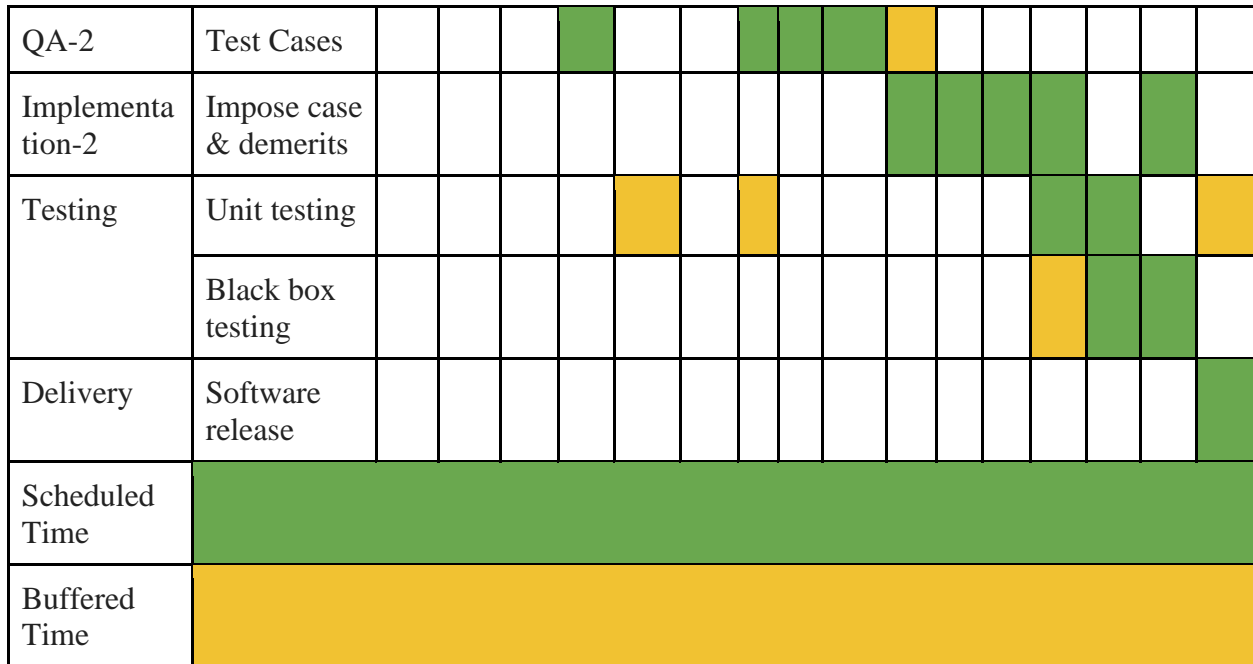 QA-2
Test Cases
Implementa
tion-2
Impose case
& demerits
Testing
Unit testing
Black box
testing
Delivery
Software
release
Scheduled
Time
Buffered
Time